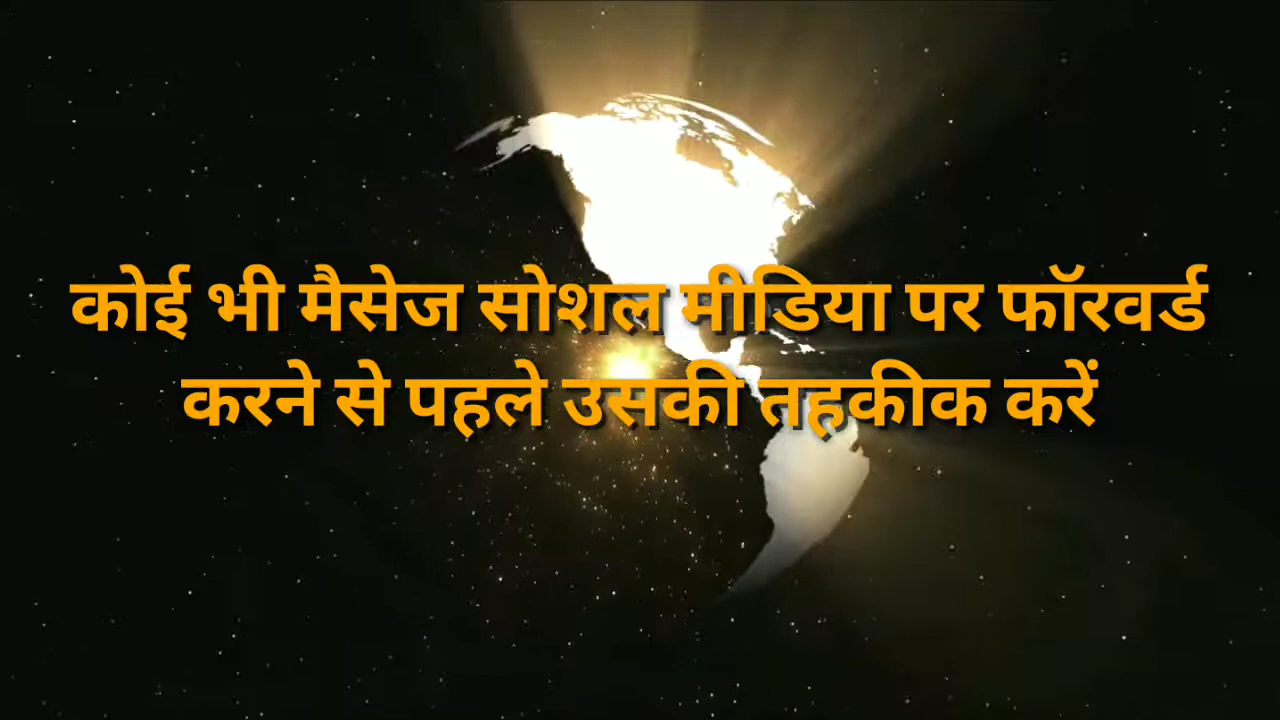 कोई भी मैसेज सोशल मीडिया पर फॉरवर्ड
करने से पहले उसकी तहकीक करें